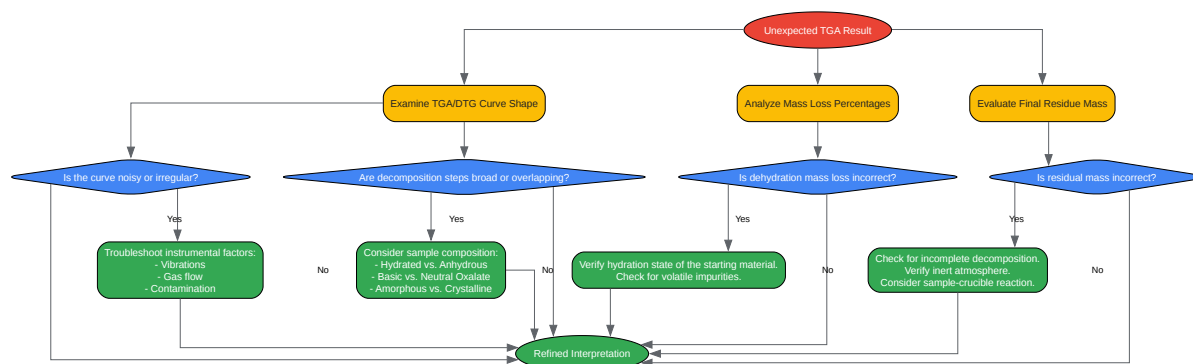 Unexpected TGA Result
Examine TGA/DTG Curve Shape
Analyze Mass Loss Percentages
Evaluate Final Residue Mass
Is the curve noisy or irregular?
Are decomposition steps broad or overlapping?
Is dehydration mass loss incorrect?
Is residual mass incorrect?
Yes
Yes
Yes
Yes
Troubleshoot instrumental factors:
- Vibrations
- Gas flow
- Contamination
No
Consider sample composition:
- Hydrated vs. Anhydrous
- Basic vs. Neutral Oxalate
- Amorphous vs. Crystalline
No
Verify hydration state of the starting material.
Check for volatile impurities.
No
Check for incomplete decomposition.
Verify inert atmosphere.
Consider sample-crucible reaction.
No
Refined Interpretation